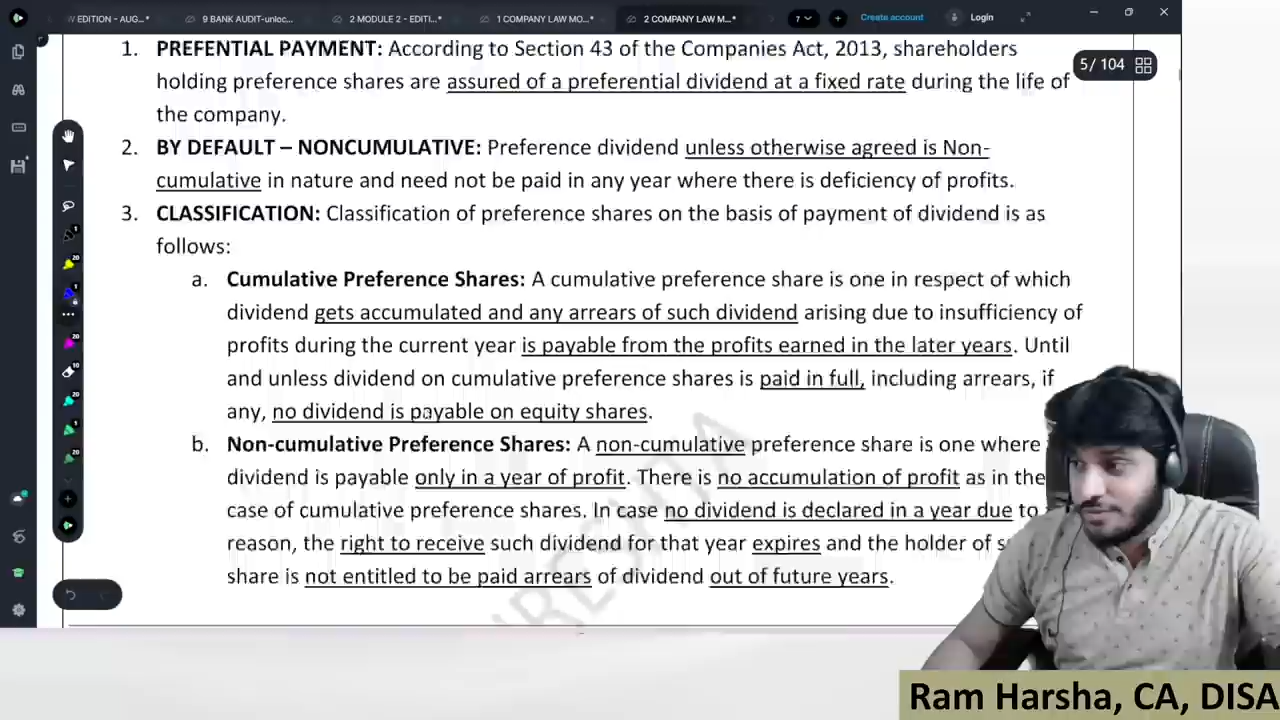 W EDITION - AUG...*
9 BANK AUDIT-unloc...
2 MODULE 2 - EDITI...*
1 COMPANY LAW MO...*
2 COMPANY LAW M...*
7
Create account
Login
5 / 104
1. PREFENTIAL PAYMENT: According to Section 43 of the Companies Act, 2013, shareholders
holding preference shares are assured of a preferential dividend at a fixed rate during the life of
the company.
2. BY DEFAULT – NONCUMULATIVE: Preference dividend unless otherwise agreed is Non-
cumulative in nature and need not be paid in any year where there is deficiency of profits.
3. CLASSIFICATION: Classification of preference shares on the basis of payment of dividend is as
follows:
a. Cumulative Preference Shares: A cumulative preference share is one in respect of which
dividend gets accumulated and any arrears of such dividend arising due to insufficiency of
profits during the current year is payable from the profits earned in the later years. Until
and unless dividend on cumulative preference shares is paid in full, including arrears, if
any, no dividend is payable on equity shares.
b. Non-cumulative Preference Shares: A non-cumulative preference share is one where
dividend is payable only in a year of profit. There is no accumulation of profit as in the
case of cumulative preference shares. In case no dividend is declared in a year due to
reason, the right to receive such dividend for that year expires and the holder of
share is not entitled to be paid arrears of dividend out of future years.
Ram Harsha, CA, DISA